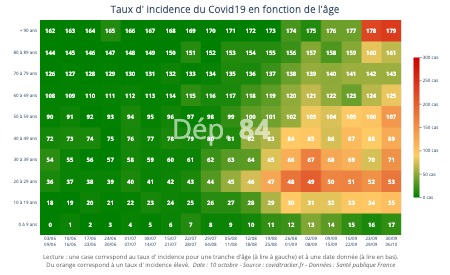 Taux d' incidence du Covid19 en fonction de l'âge
+ 90 ans 162 163 164 165 166 167 168 169 170 171 172 173 174 175 176 177 178 179
80 à 89 ans 144 145 146 147 148 149 150 151 152 153 154 155 156 157 158 159 160 161
70 à 79 ans 126 127 128 129 130 131 132 133 134 135 136 137 138 139 140 141 142 143
60 à 69 ans 108 109 110 111 112 113 114 115 116 117 118 119 120 121 122 123 124 125
50 à 59 ans 90 91 92 93 94 95 96 97 98 99 100 101 102 103 104 105 106 107
40 à 49 ans 72 73 74 75 76 77 78 79 80 81 82 83 84 85 86 87 88 89
30 à 39 ans 54 55 56 57 58 59 60 61 62 63 64 65 66 67 68 69 70 71
20 à 29 ans 36 37 38 39 40 41 42 43 44 45 46 47 48 49 50 51 52 53
10 à 19 ans 18 19 20 21 22 23 24 25 26 27 28 29 30 31 32 33 34 35
0 à 9 ans 0 1 2 3 4 5 6 7 8 9 10 11 12 13 14 15 16 17
Dép. 84
300 cas
250 cas
200 cas
150 cas
100 cas
50 cas
0 cas
Lecture : une case correspond au taux d' incidence pour une tranche d'âge (à lire à gauche) et à une date donnée (à lire en bas).
Du orange correspond à un taux d' incidence élevé. Date : 10 octobre - Source : covidtracker.fr - Données : Santé publique France